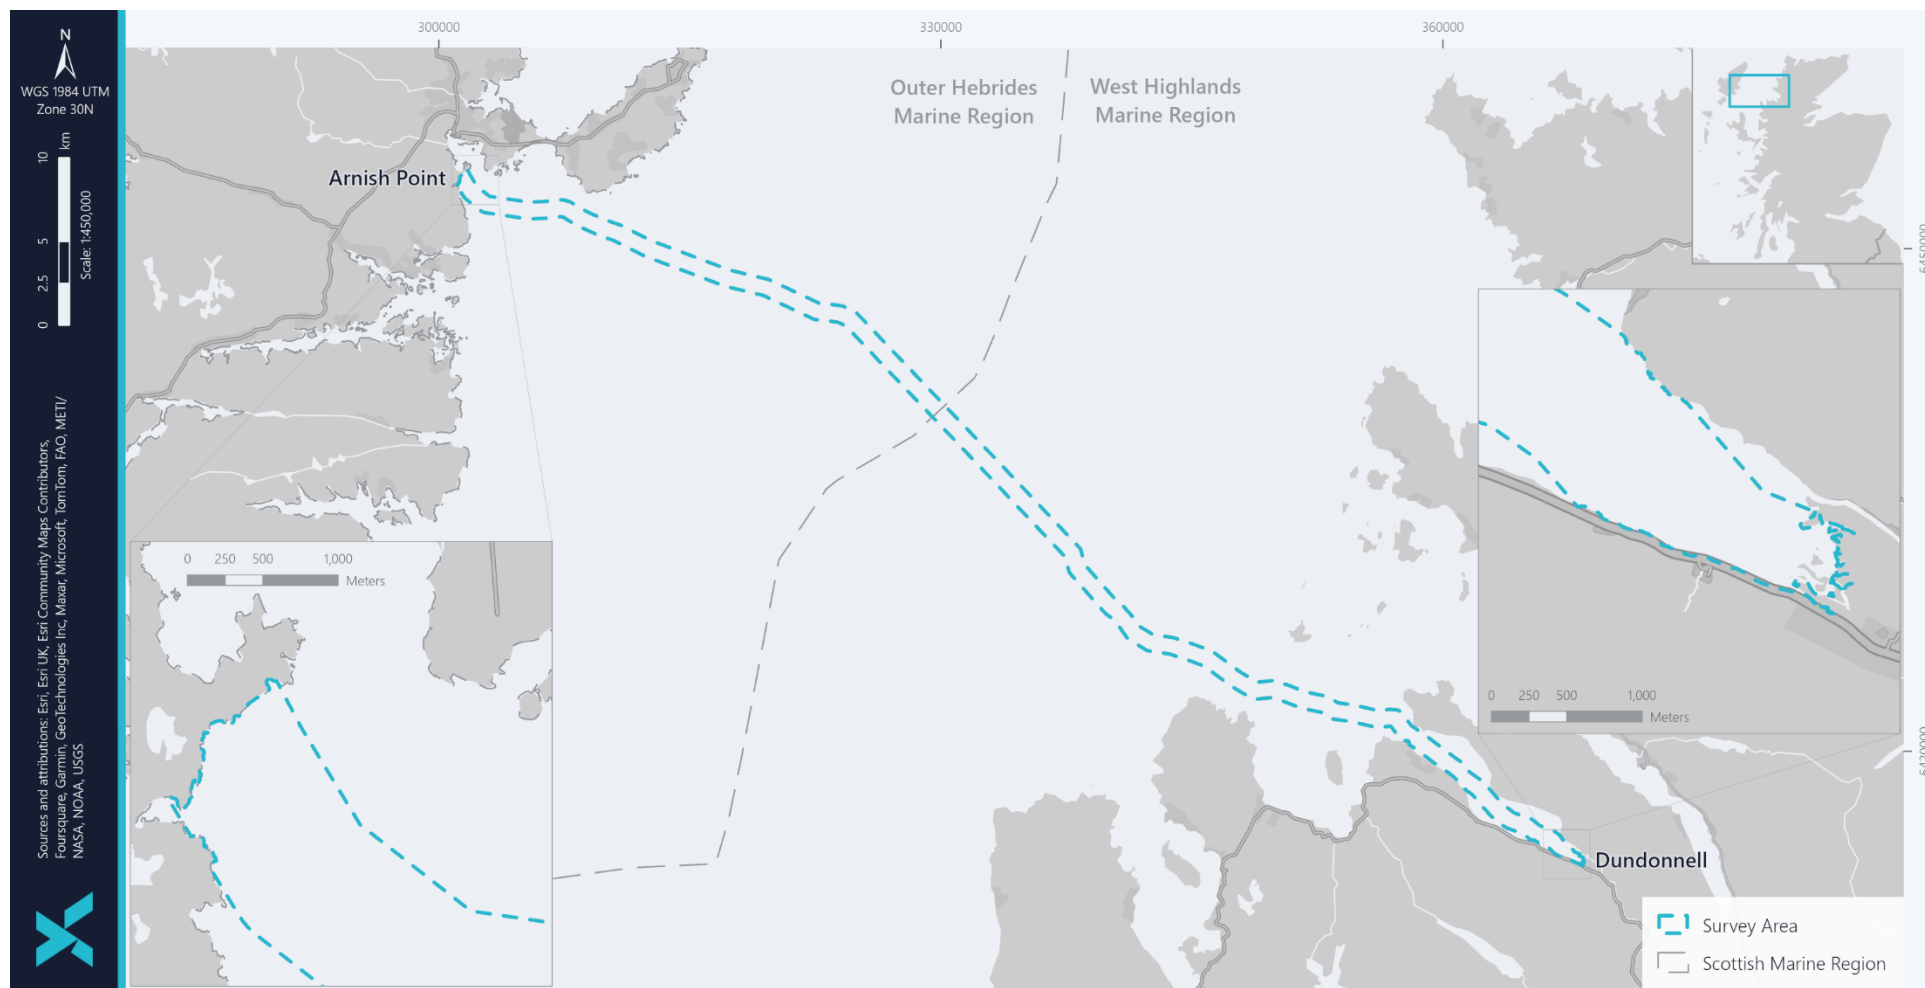 300000
330000
360000
N
WGS 1984 UTM
Zone 30N
10
km
5
2.5
0
Scale: 1:450,000
Sources and attributions: Esri, Esri UK, Esri Community Maps Contributors,
Foursquare, Garmin, GeoTechnologies Inc, Maxar, Microsoft, TomTom, FAO, METI/
NASA, NOAA, USGS
Outer Hebrides
Marine Region
West Highlands
Marine Region
Arnish Point
0 250 500 1,000
Meters
0 250 500 1,000
Meters
Dundonnell
Survey Area
Scottish Marine Region